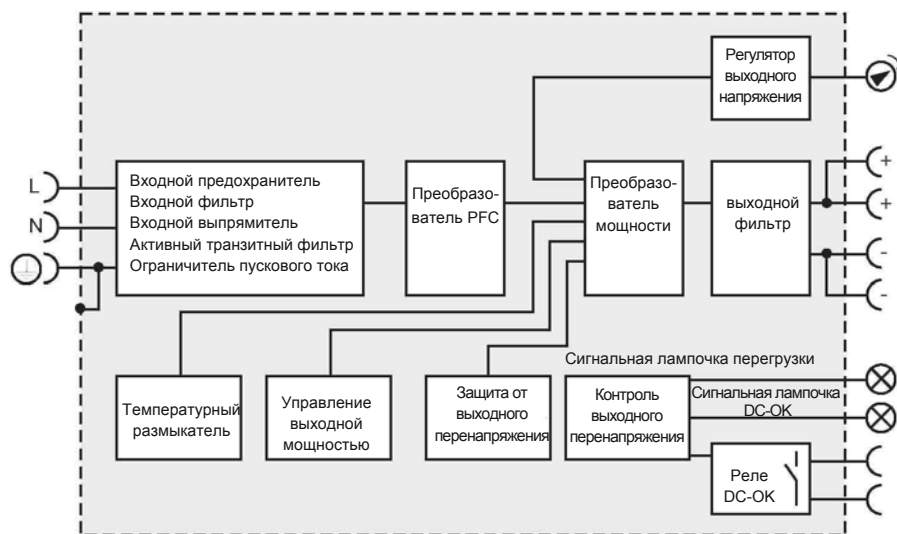 Регулятор
выходного
напряжения
L
N
Входной предохранитель
Входной фильтр
Входной выпрямитель
Активный транзитный фильтр
Ограничитель пускового тока
Преобразо-
ватель PFC
Преобразо-
ватель
мощности
выходной
фильтр
+
+
-
-
Температурный
размыкатель
Управление
выходной
мощностью
Защита от
выходного
перенапряжения
Контроль
выходного
перенапряжения
Сигнальная лампочка перегрузки
Сигнальная лампочка
DC-OK
Реле
DC-OK